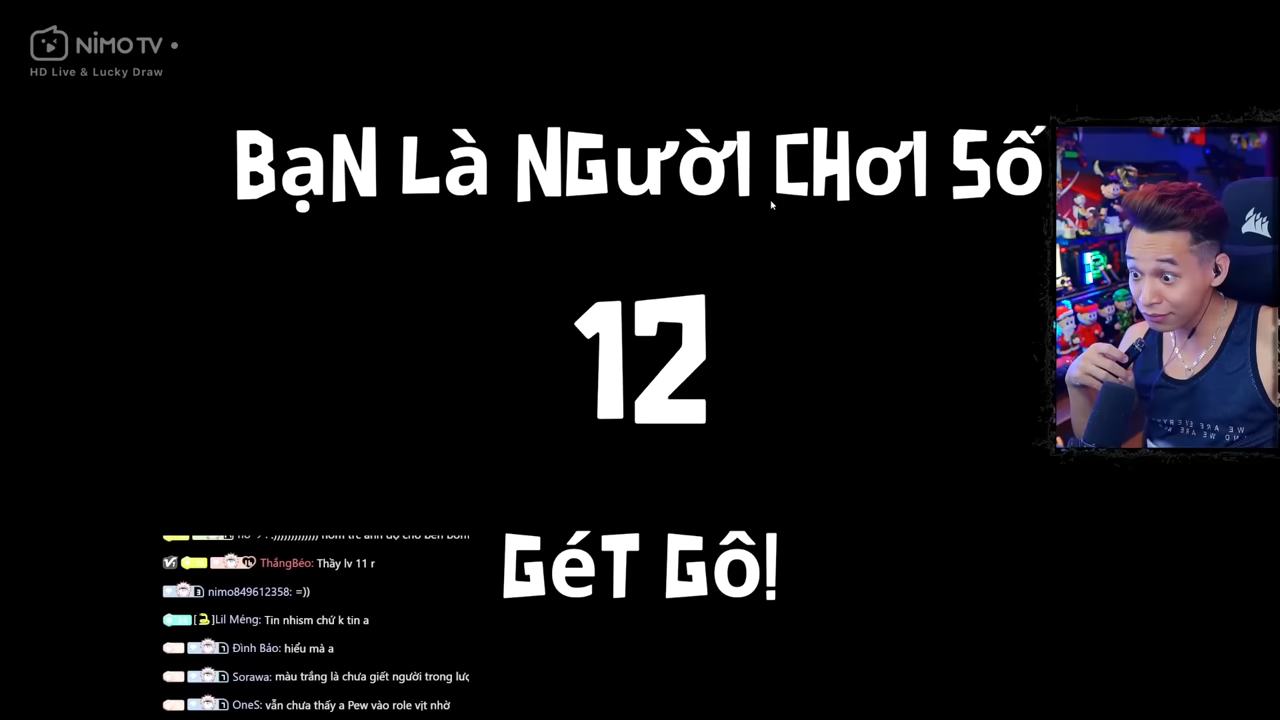 NIMO TV
HD Live & Lucky Draw
BạN Là NGười CHơI Số
12
GéT Gô!
ThắngBéo: Thầy lv 11 r
nimo849612358: =))
[ ]Lil Méng: Tin nhism chứ k tin a
Đình Bảo: hiểu mà a
Sorawa: màu trắng là chưa giết người trong lượ
OneS: vẫn chưa thấy a Pew vào role vịt nhờ